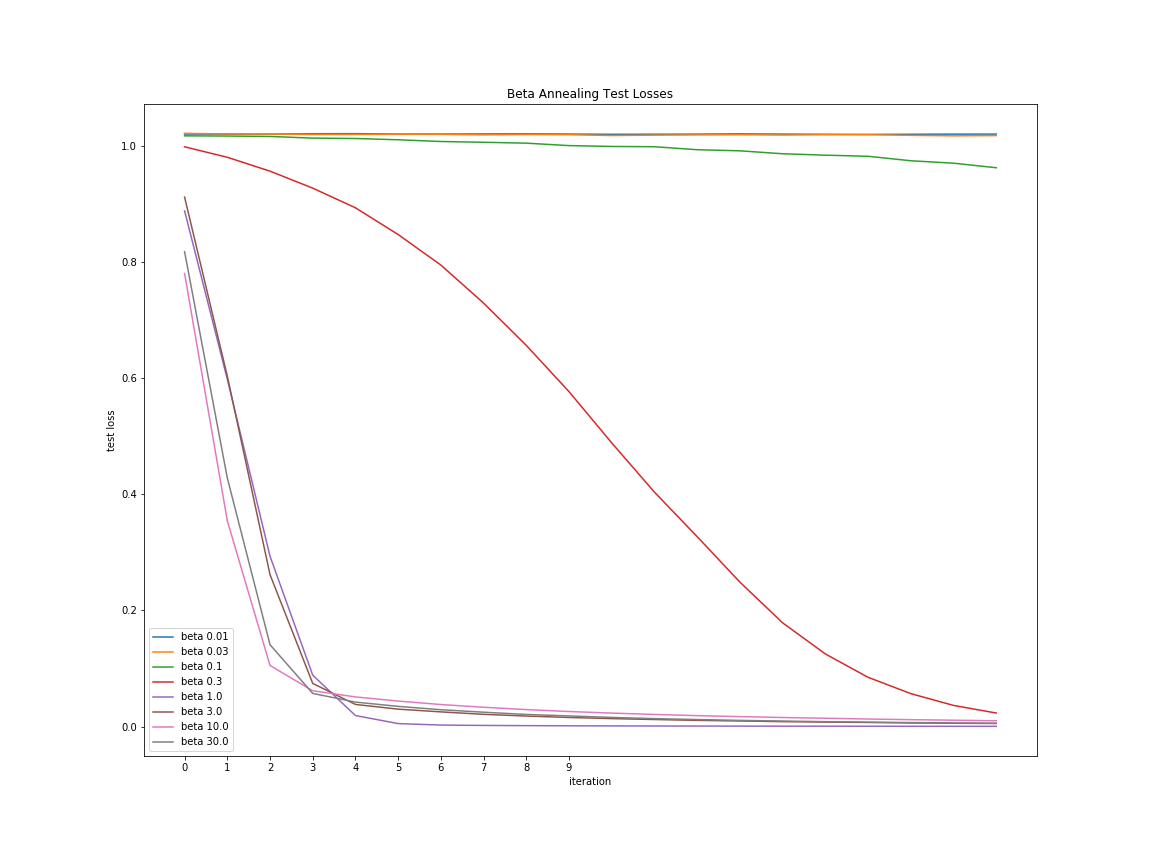 Beta Annealing Test Losses
1.0
0.8
0.6
0.4
0.2
0.0
test loss
beta 0.01
beta 0.03
beta 0.1
beta 0.3
beta 1.0
beta 3.0
beta 10.0
beta 30.0
0 1 2 3 4 5 6 7 8 9
iteration